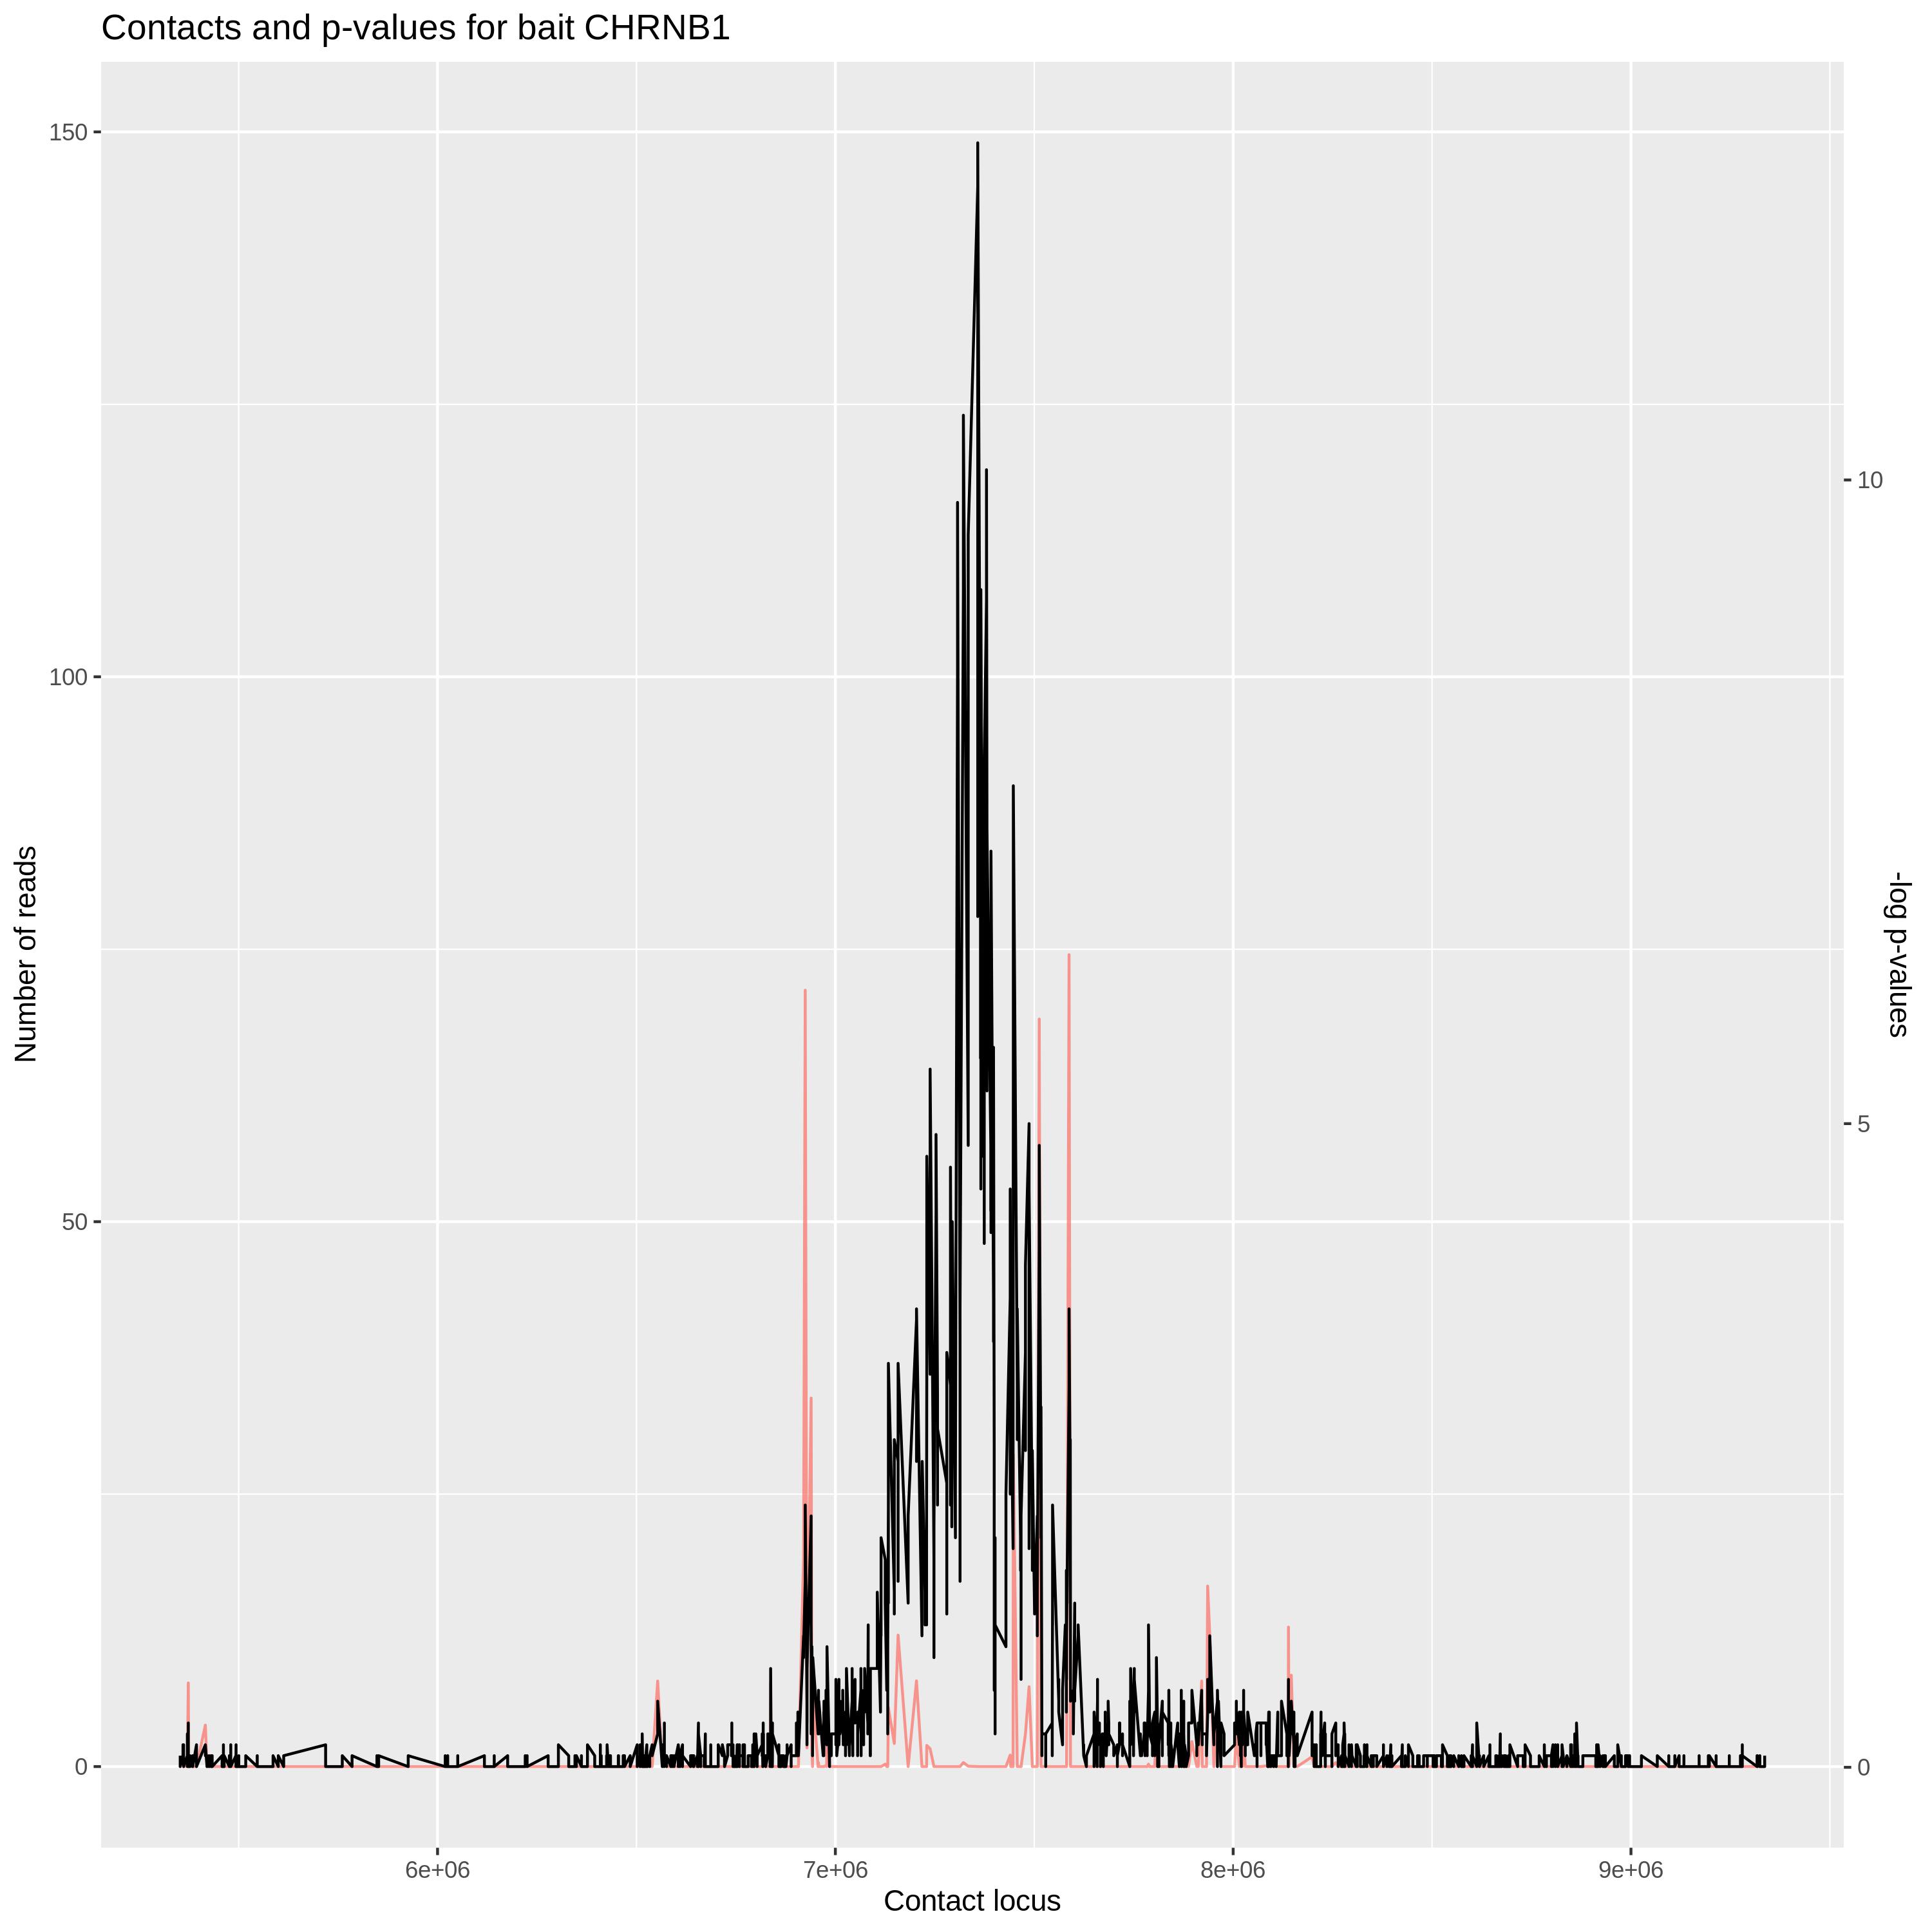 Contacts and p-values for bait CHRNB1
150
100
50
0
Number of reads
10
5
0
-log p-values
6e+06
7e+06
8e+06
9e+06
Contact locus